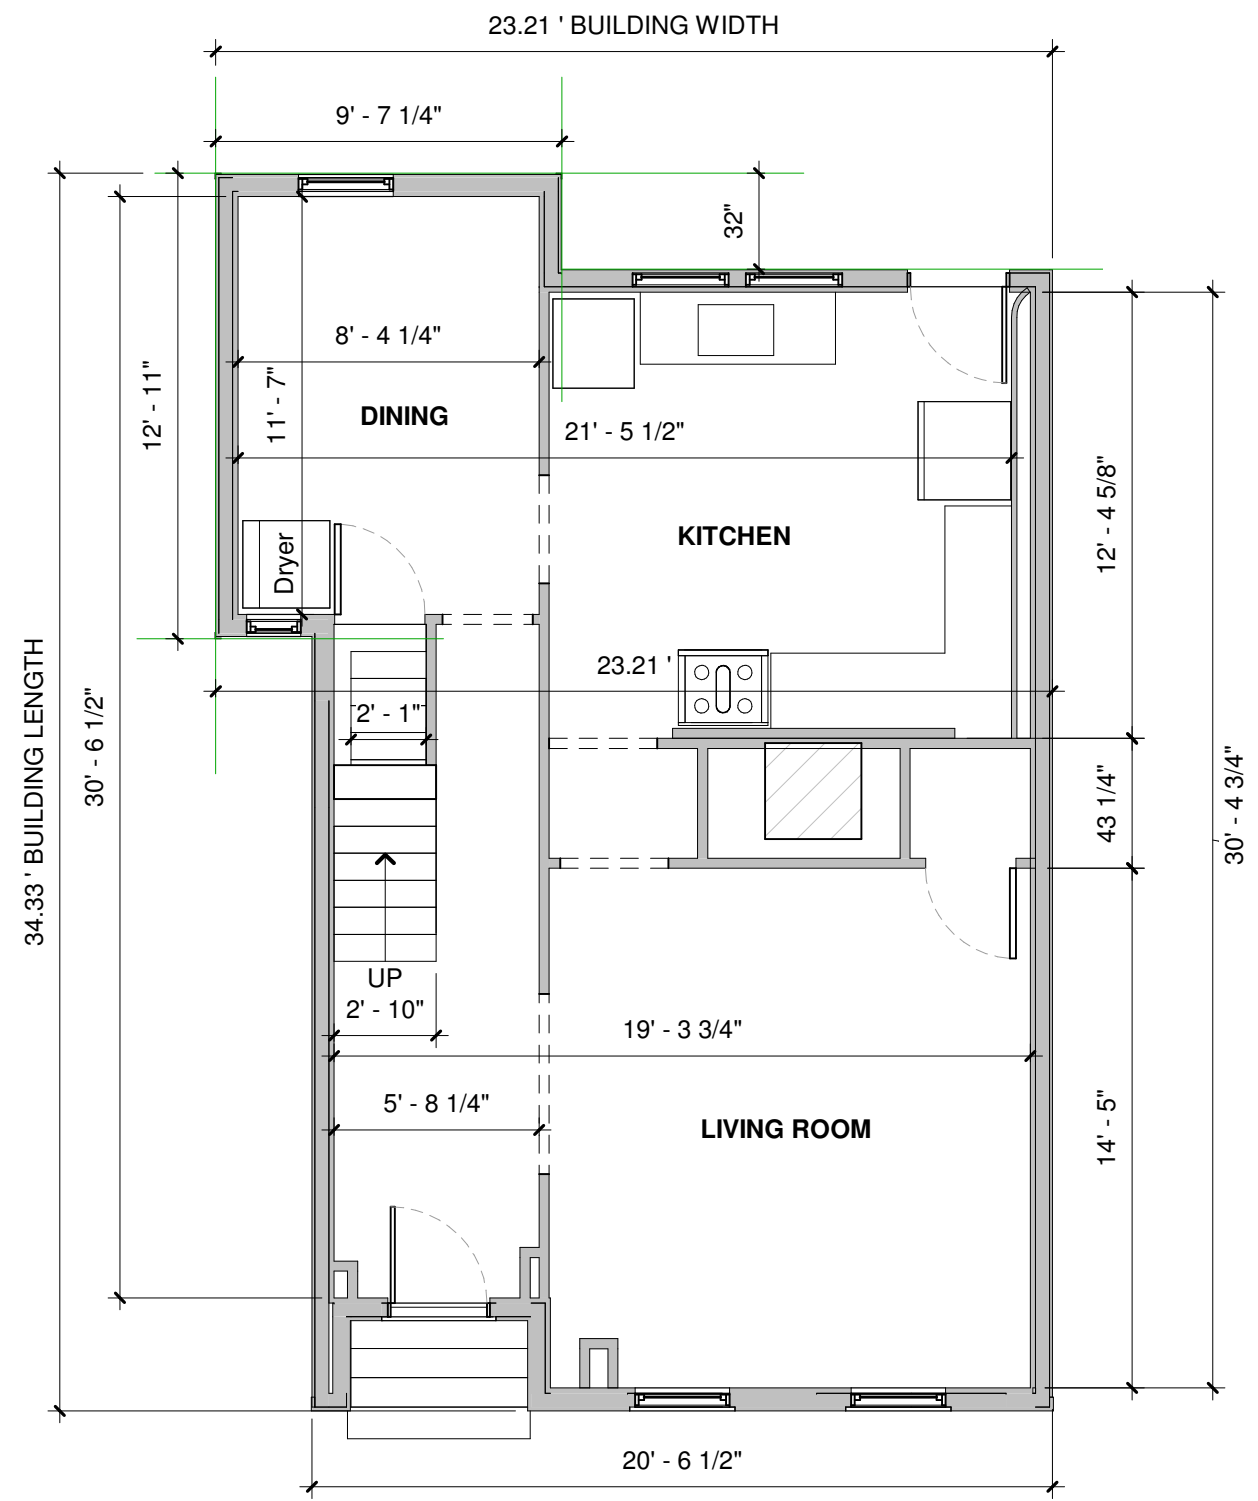 23.21 ' BUILDING WIDTH
9' - 7 1/4"
32"
8' - 4 1/4"
12' - 11"
11' - 7"
DINING
21' - 5 1/2"
12' - 4 5/8"
KITCHEN
Dryer
23.21 '
34.33 ' BUILDING LENGTH
30' - 6 1/2"
2' - 1"
43 1/4"
30' - 4 3/4"
UP
2' - 10"
19' - 3 3/4"
5' - 8 1/4"
LIVING ROOM
14' - 5"
20' - 6 1/2"